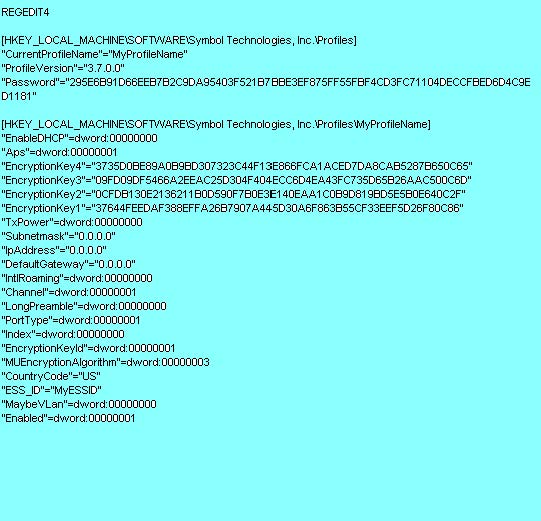 REGEDIT4
[HKEY_LOCAL_MACHINE\SOFTWARE\Symbol Technologies, Inc.\Profiles]
"CurrentProfileName"="MyProfileName"
"ProfileVersion"="3.7.0.0"
"Password"="295E6B91D66EEB7B2C9DA95403F521B7BBE3EF875FF55FBF4CD3FC71104DECCFBED6D4C9E
D1181"
[HKEY_LOCAL_MACHINE\SOFTWARE\Symbol Technologies, Inc.\Profiles\MyProfileName]
"EnableDHCP"=dword:00000000
"Aps"=dword:00000001
"EncryptionKey4"="3735D0BE89A0B9BD307323C44F13E866FCA1ACED7DA8CAB5287B650C65"
"EncryptionKey3"="09FD09DF5466A2EEAC25D304F404ECC6D4EA43FC735D65B26AAC500C6D"
"EncryptionKey2"="0CFDB130E2136211B0D590F7B0E3E140EAA1C0B9D819BD5E5B0E640C2F"
"EncryptionKey1"="37644FEEDAF388EFFA26B7907A445D30A6F863B55CF33EEF5D26F80C86"
"TxPower"=dword:00000000
"Subnetmask"="0.0.0.0"
"IpAddress"="0.0.0.0"
"DefaultGateway"="0.0.0.0"
"IntlRoaming"=dword:00000000
"Channel"=dword:00000001
"LongPreamble"=dword:00000000
"PortType"=dword:00000001
"Index"=dword:00000000
"EncryptionKeyId"=dword:00000001
"MUEncryptionAlgorithm"=dword:00000003
"CountryCode"="US"
"ESS_ID"="MyESSID"
"MaybeVLan"=dword:00000000
"Enabled"=dword:00000001